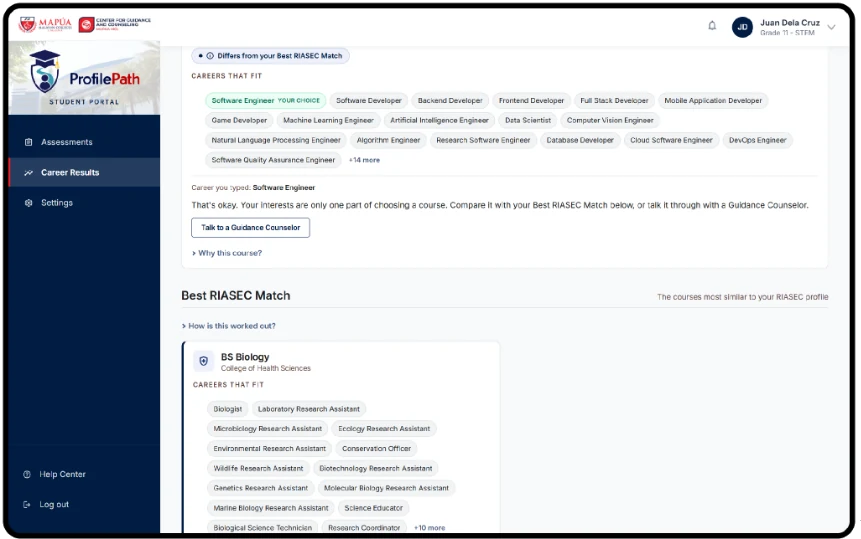 MAPÚA
CENTER FOR GUIDANCE
AND COUNSELING
JD
Juan Dela Cruz
Grade 11 - STEM
ProfilePath
STUDENT PORTAL
Assessments
Career Results
Settings
Help Center
Log out
Differs from your Best RIASEC Match
CAREERS THAT FIT
Software Engineer YOUR CHOICE Software Developer Backend Developer Frontend Developer Full Stack Developer Mobile Application Developer
Game Developer Machine Learning Engineer Artificial Intelligence Engineer Data Scientist Computer Vision Engineer
Natural Language Processing Engineer Algorithm Engineer Research Software Engineer Database Developer Cloud Software Engineer DevOps Engineer
Software Quality Assurance Engineer +14 more
Career you typed: Software Engineer
That's okay. Your interests are only one part of choosing a course. Compare it with your Best RIASEC Match below, or talk it through with a Guidance Counselor.
Talk to a Guidance Counselor
› Why this course?
Best RIASEC Match
The courses most similar to your RIASEC profile
› How is this worked out?
BS Biology
College of Health Sciences
CAREERS THAT FIT
Biologist Laboratory Research Assistant
Microbiology Research Assistant Ecology Research Assistant
Environmental Research Assistant Conservation Officer
Wildlife Research Assistant Biotechnology Research Assistant
Genetics Research Assistant Molecular Biology Research Assistant
Marine Biology Research Assistant Science Educator
Biological Science Technician Research Coordinator +10 more